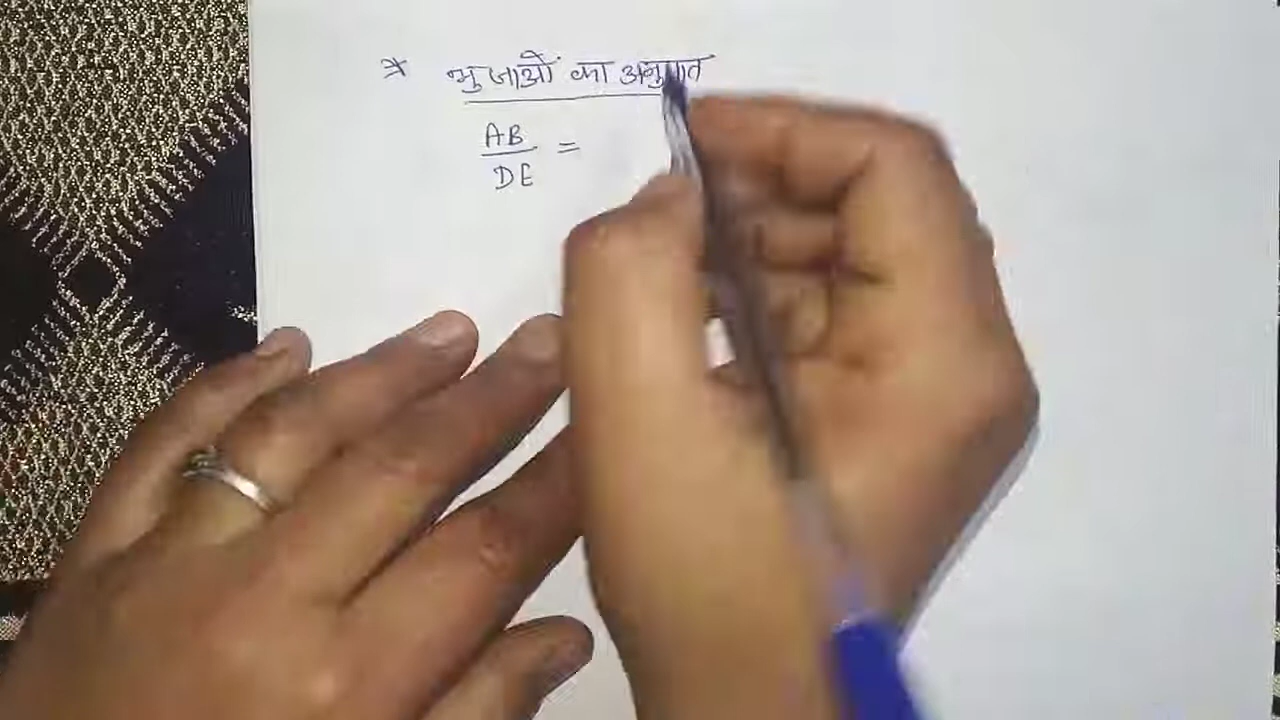 * भुजाओं का अनुपात
AB
DE =